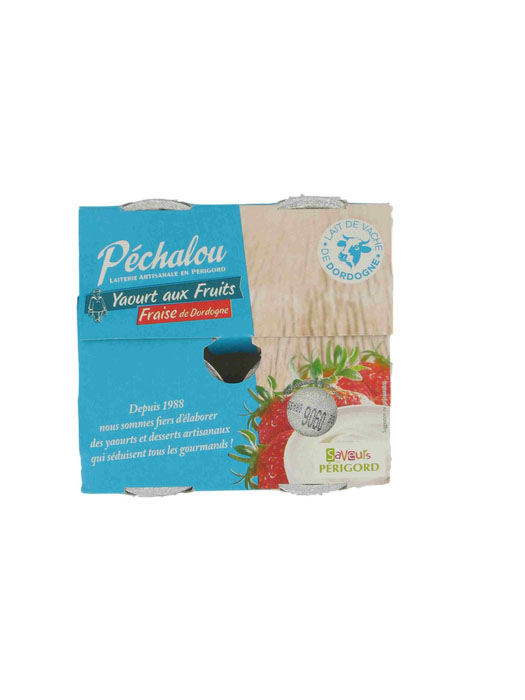 Péchalou
LAITERIE ARTISANALE EN PÉRIGORD
Yaourt aux Fruits
Fraise de Dordogne
LAIT DE VACHE
DE DORDOGNE
Depuis 1988
nous sommes fiers d'élaborer
des yaourts et desserts artisanaux
qui séduisent tous les gourmands !
saveurs
PÉRIGORD